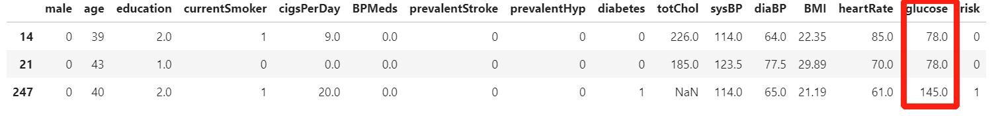 male age education currentSmoker cigsPerDay BPMeds prevalentStroke prevalentHyp diabetes totChol sysBP diaBP BMI heartRate glucose risk
14 0 39 2.0 1 9.0 0.0 0 0 0 226.0 114.0 64.0 22.35 85.0 78.0 0
21 0 43 1.0 0 0.0 0.0 0 0 0 185.0 123.5 77.5 29.89 70.0 78.0 0
247 0 40 2.0 1 20.0 0.0 0 0 1 NaN 114.0 65.0 21.19 61.0 145.0 1